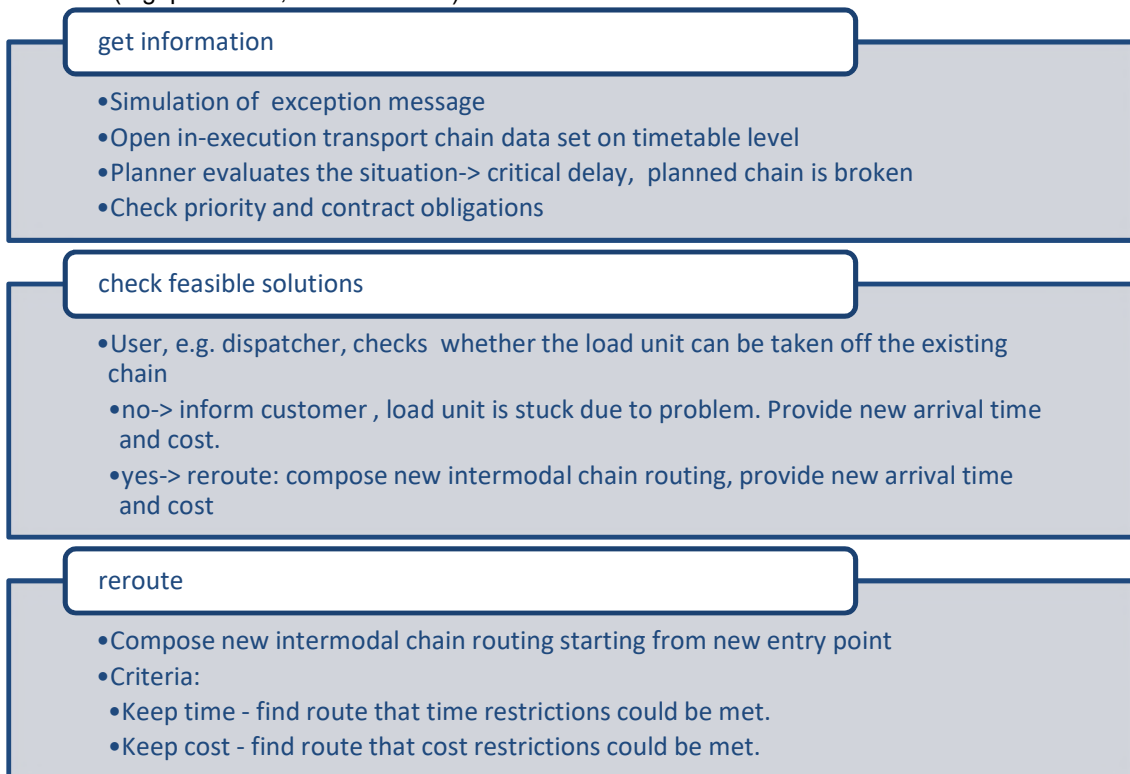 get information
•Simulation of  exception message
•Open in-execution transport chain data set on timetable level
•Planner evaluates the situation-> critical delay,  planned chain is broken
•Check priority and contract obligations
check feasible solutions
•User, e.g. dispatcher, checks  whether the load unit can be taken off the existing
chain
•no-> inform customer , load unit is stuck due to problem. Provide new arrival time
and cost.
•yes-> reroute: compose new intermodal chain routing, provide new arrival time
and cost
reroute
•Compose new intermodal chain routing starting from new entry point
•Criteria:
•Keep time - find route that time restrictions could be met.
•Keep cost - find route that cost restrictions could be met.